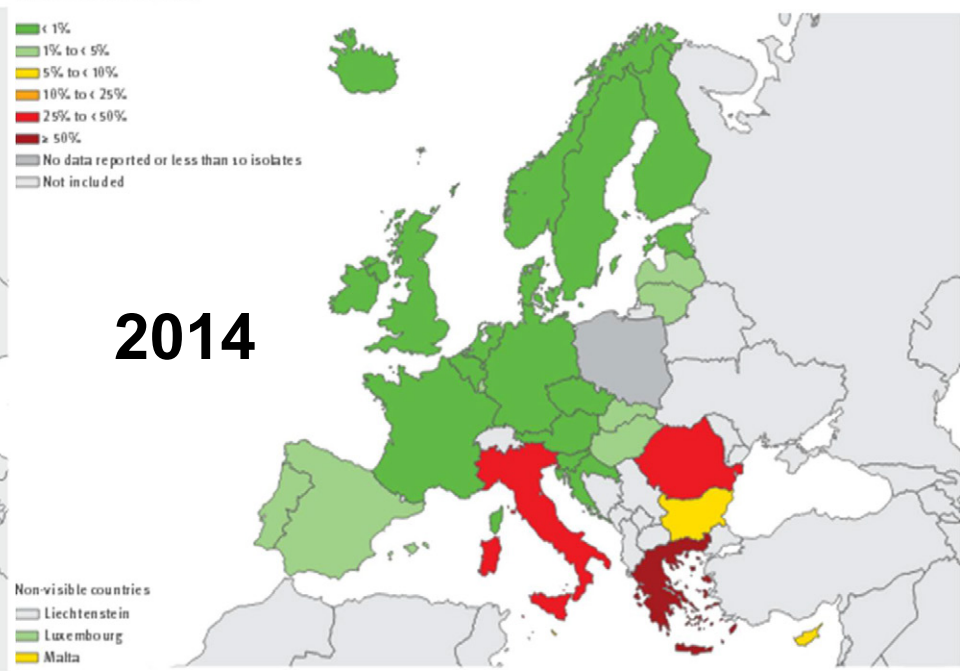 < 1%
1% to < 5%
5% to < 10%
10% to < 25%
25% to < 50%
≥ 50%
No data reported or less than 10 isolates
Not included
2014
Non-visible countries
Liechtenstein
Luxembourg
Malta